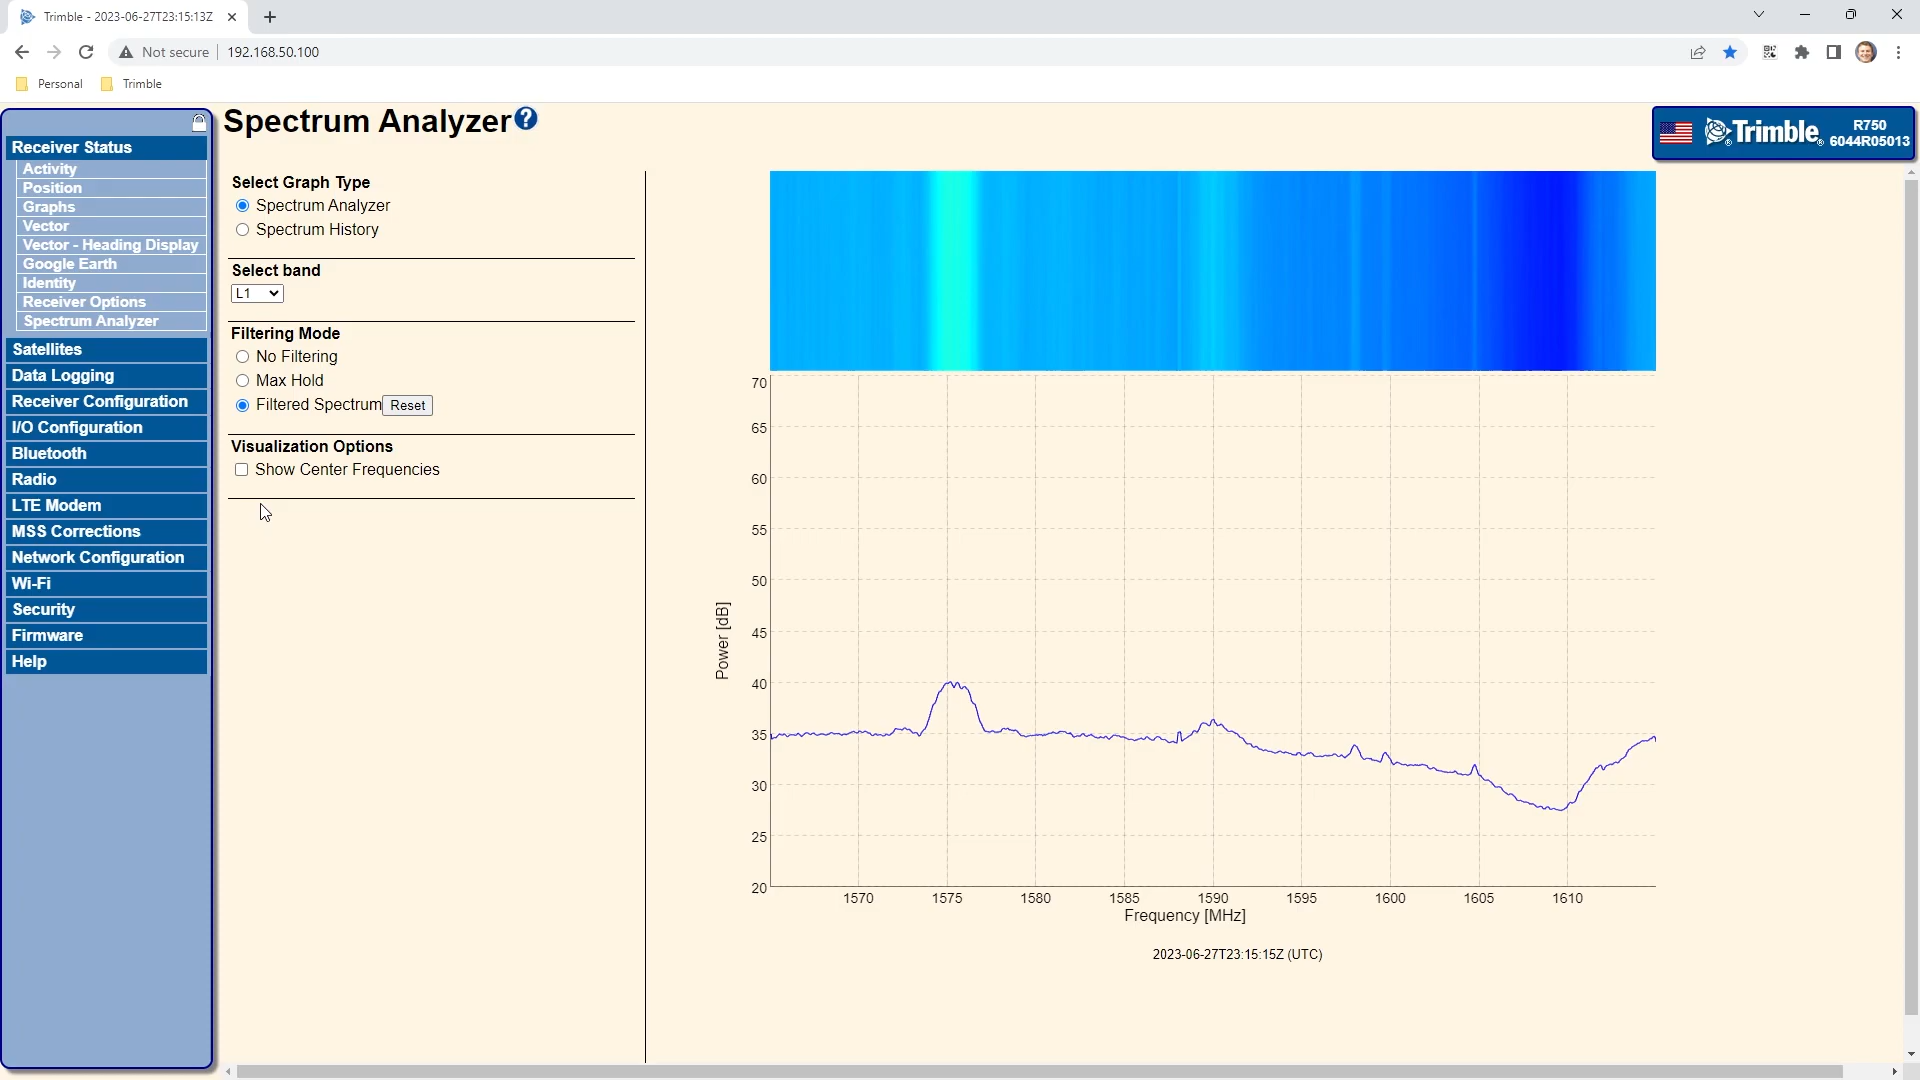 Trimble - 2023-06-27T23:15:13Z
Not secure 192.168.50.100
Personal Trimble
Receiver Status
Activity
Position
Graphs
Vector
Vector - Heading Display
Google Earth
Identity
Receiver Options
Spectrum Analyzer
Satellites
Data Logging
Receiver Configuration
I/O Configuration
Bluetooth
Radio
LTE Modem
MSS Corrections
Network Configuration
Wi-Fi
Security
Firmware
Help
Spectrum Analyzer?
Select Graph Type
Spectrum Analyzer
Spectrum History
Select band
L1
Filtering Mode
No Filtering
Max Hold
Filtered Spectrum Reset
Visualization Options
Show Center Frequencies
Trimble® R750
6044R05013
70
65
60
55
50
45
40
35
30
25
20
Power [dB]
1570 1575 1580 1585 1590 1595 1600 1605 1610
Frequency [MHz]
2023-06-27T23:15:15Z (UTC)